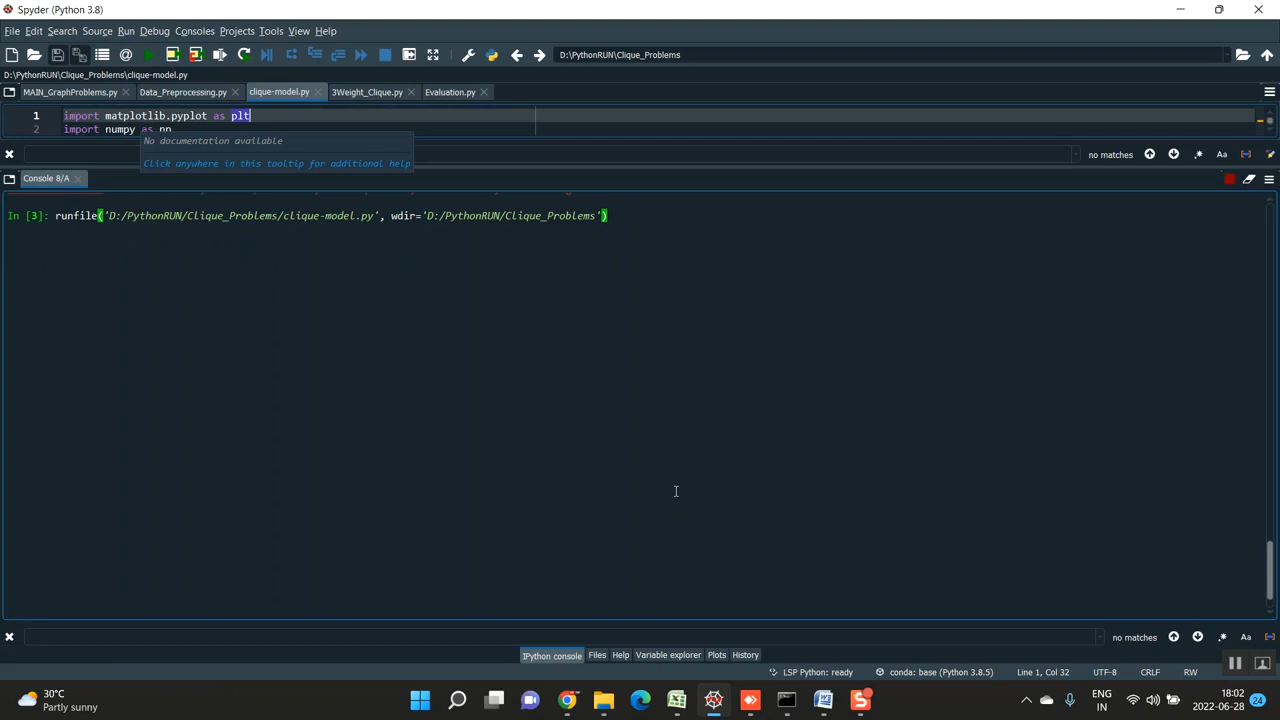 Spyder (Python 3.8)
File Edit Search Source Run Debug Consoles Projects Tools View Help
D:\PythonRUN\Clique_Problems
D:\PythonRUN\Clique_Problems\clique-model.py
MAIN_GraphProblems.py Data_Preprocessing.py clique-model.py 3Weight_Clique.py Evaluation.py
1 import matplotlib.pyplot as plt
2 import numpy as np
No documentation available
Click anywhere in this tooltip for additional help
no matches Aa
Console 8/A
In [3]: runfile('D:/PythonRUN/Clique_Problems/clique-model.py', wdir='D:/PythonRUN/Clique_Problems')
no matches Aa
IPython console Files Help Variable explorer Plots History
LSP Python: ready conda: base (Python 3.8.5) Line 1, Col 32 UTF-8 CRLF RW
30°C
Partly sunny
ENG
IN
18:02
2022-06-28
24